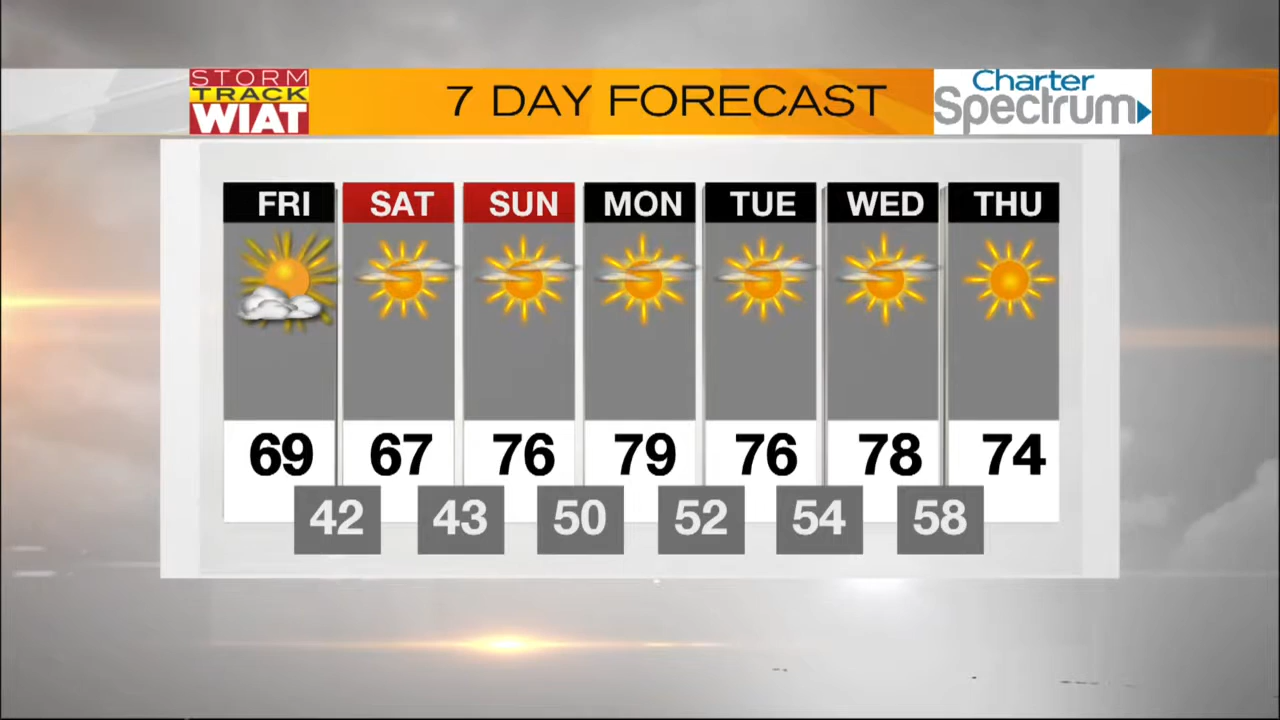 STORM
TRACK
WIAT
7 DAY FORECAST
Charter
Spectrum
FRI SAT SUN MON TUE WED THU
69 67 76 79 76 78 74
42 43 50 52 54 58